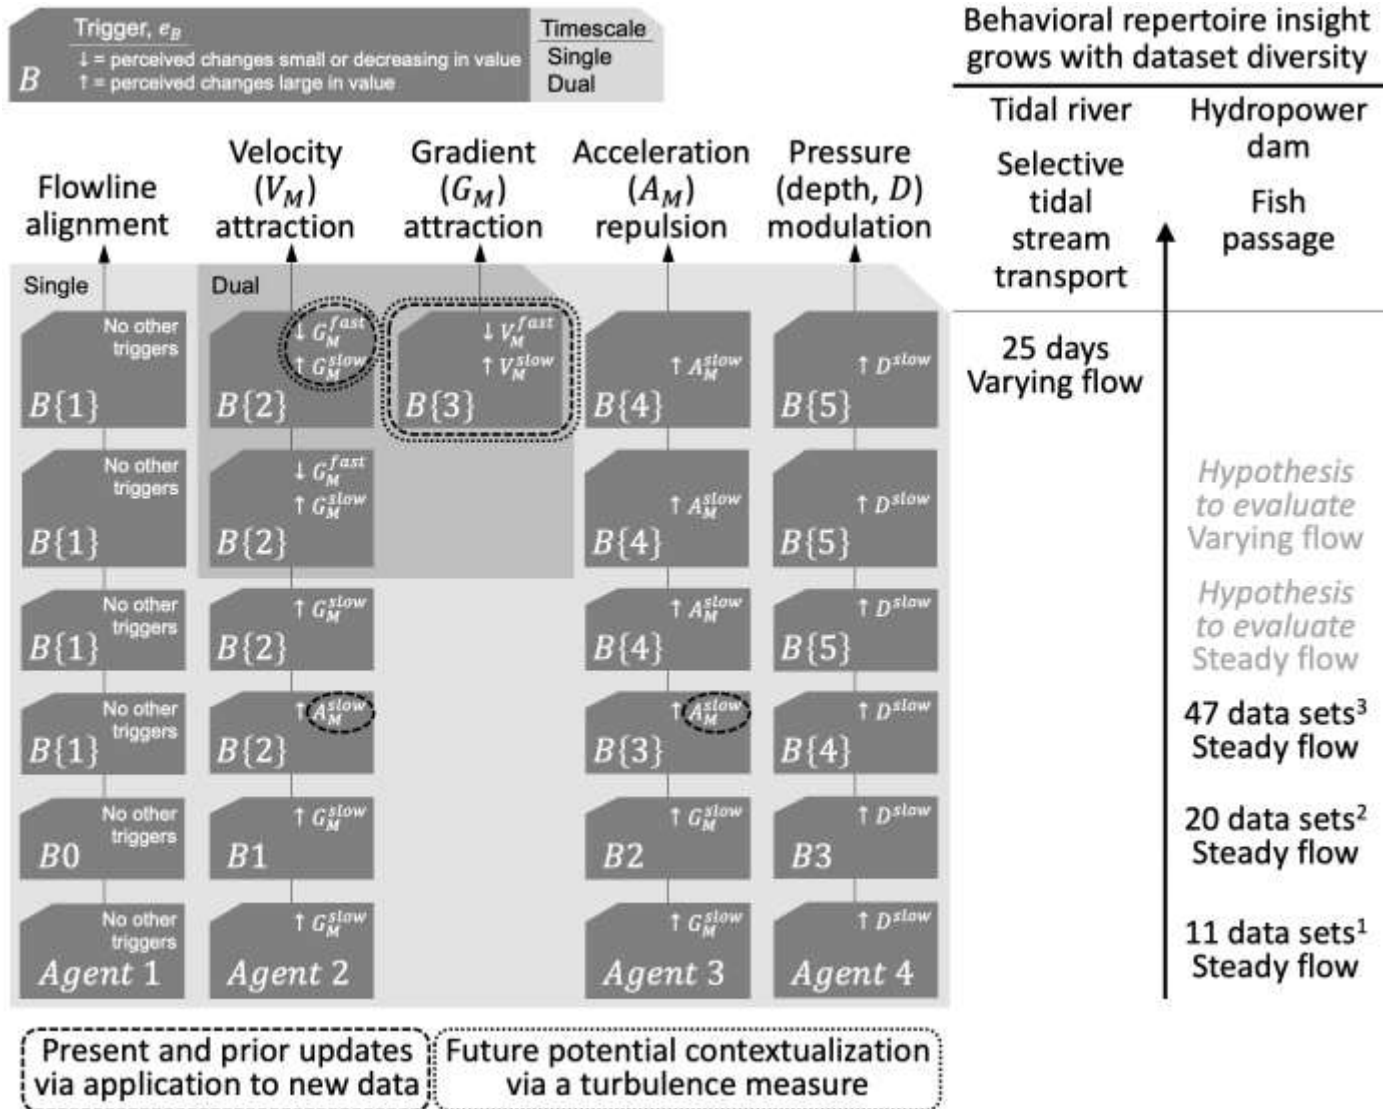 Trigger, e_B
↓ = perceived changes small or decreasing in value
↑ = perceived changes large in value
B
Timescale
Single
Dual
Behavioral repertoire insight
grows with dataset diversity
Tidal river
Selective
tidal
stream
transport
Hydropower
dam
Fish
passage
Flowline
alignment
Velocity
(V_M)
attraction
Gradient
(G_M)
attraction
Acceleration
(A_M)
repulsion
Pressure
(depth, D)
modulation
Single
Dual
No other
triggers
B{1}
↓ G_M^fast
↑ G_M^slow
B{2}
↓ V_M^fast
↑ V_M^slow
B{3}
↑ A_M^slow
B{4}
↑ D^slow
B{5}
25 days
Varying flow
No other
triggers
B{1}
↓ G_M^fast
↑ G_M^slow
B{2}
↑ A_M^slow
B{4}
↑ D^slow
B{5}
Hypothesis
to evaluate
Varying flow
No other
triggers
B{1}
↑ G_M^slow
B{2}
↑ A_M^slow
B{4}
↑ D^slow
B{5}
Hypothesis
to evaluate
Steady flow
No other
triggers
B{1}
↑ A_M^slow
B{2}
↑ A_M^slow
B{3}
↑ D^slow
B{4}
47 data sets³
Steady flow
No other
triggers
B0
↑ G_M^slow
B1
↑ G_M^slow
B2
↑ D^slow
B3
20 data sets²
Steady flow
No other
triggers
Agent 1
↑ G_M^slow
Agent 2
↑ G_M^slow
Agent 3
↑ D^slow
Agent 4
11 data sets¹
Steady flow
Present and prior updates
via application to new data
Future potential contextualization
via a turbulence measure